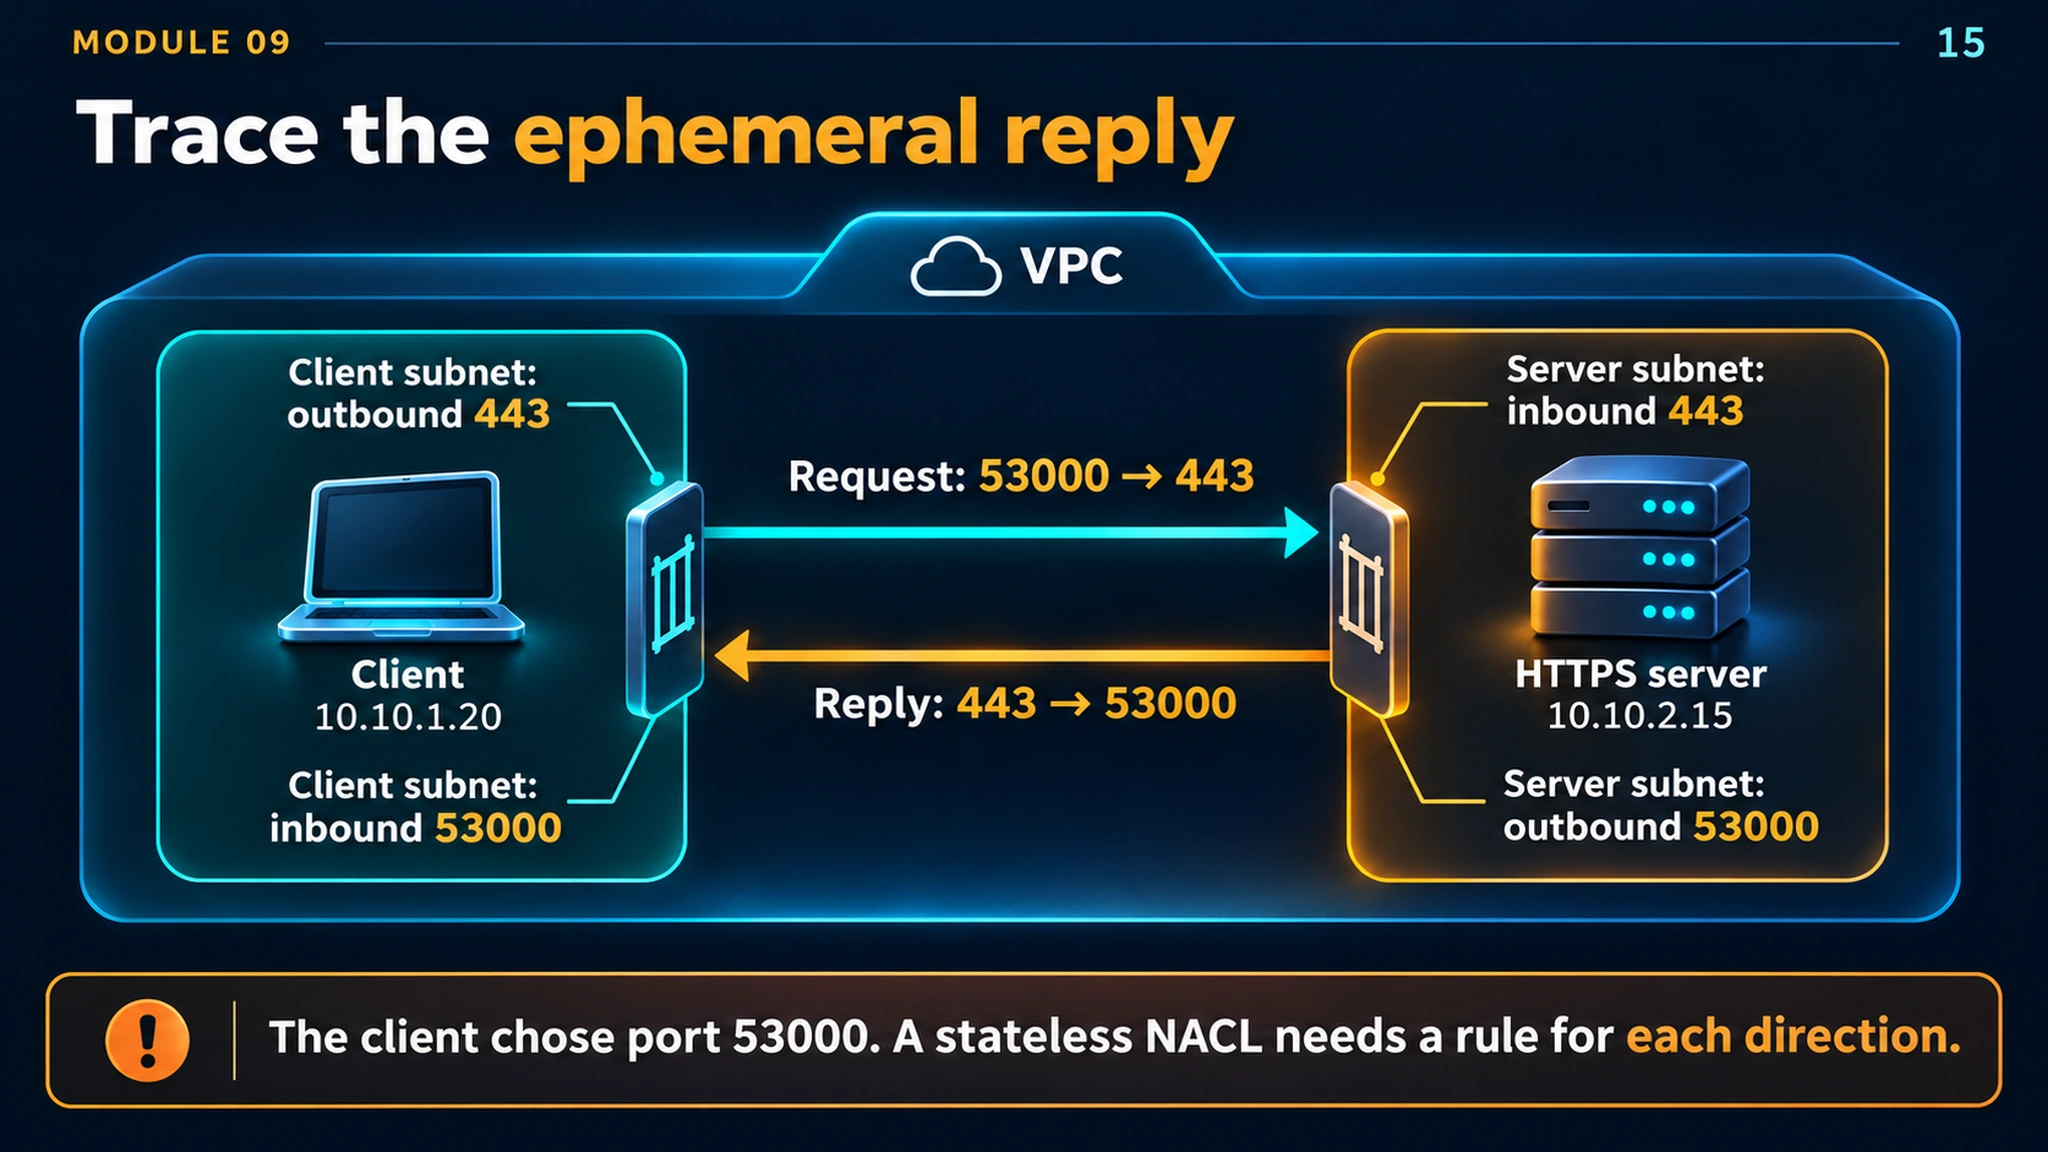 MODULE 09
15
Trace the ephemeral reply
VPC
Client subnet:
outbound 443
Server subnet:
inbound 443
Request: 53000 → 443
Reply: 443 → 53000
Client
10.10.1.20
HTTPS server
10.10.2.15
Client subnet:
inbound 53000
Server subnet:
outbound 53000
The client chose port 53000. A stateless NACL needs a rule for each direction.